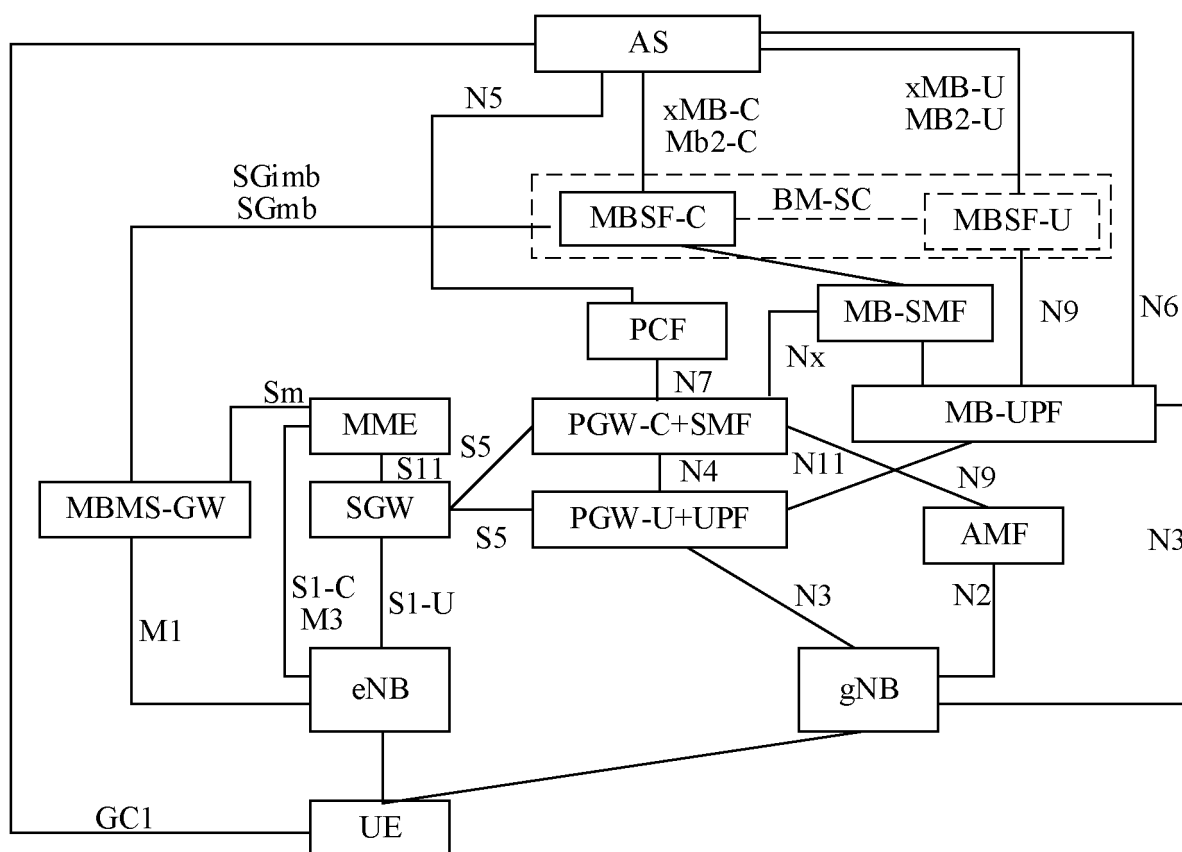 AS
N5
xMB-C
Mb2-C
xMB-U
MB2-U
SGimb
SGmb
BM-SC
MBSF-C
MBSF-U
MB-SMF
N9
N6
PCF
Nx
N7
Sm
MME
PGW-C+SMF
MB-UPF
S5
S11
N4
N11
N9
MBMS-GW
SGW
PGW-U+UPF
S5
AMF
N3
S1-C
M3
S1-U
N3
N2
M1
eNB
gNB
GC1
UE